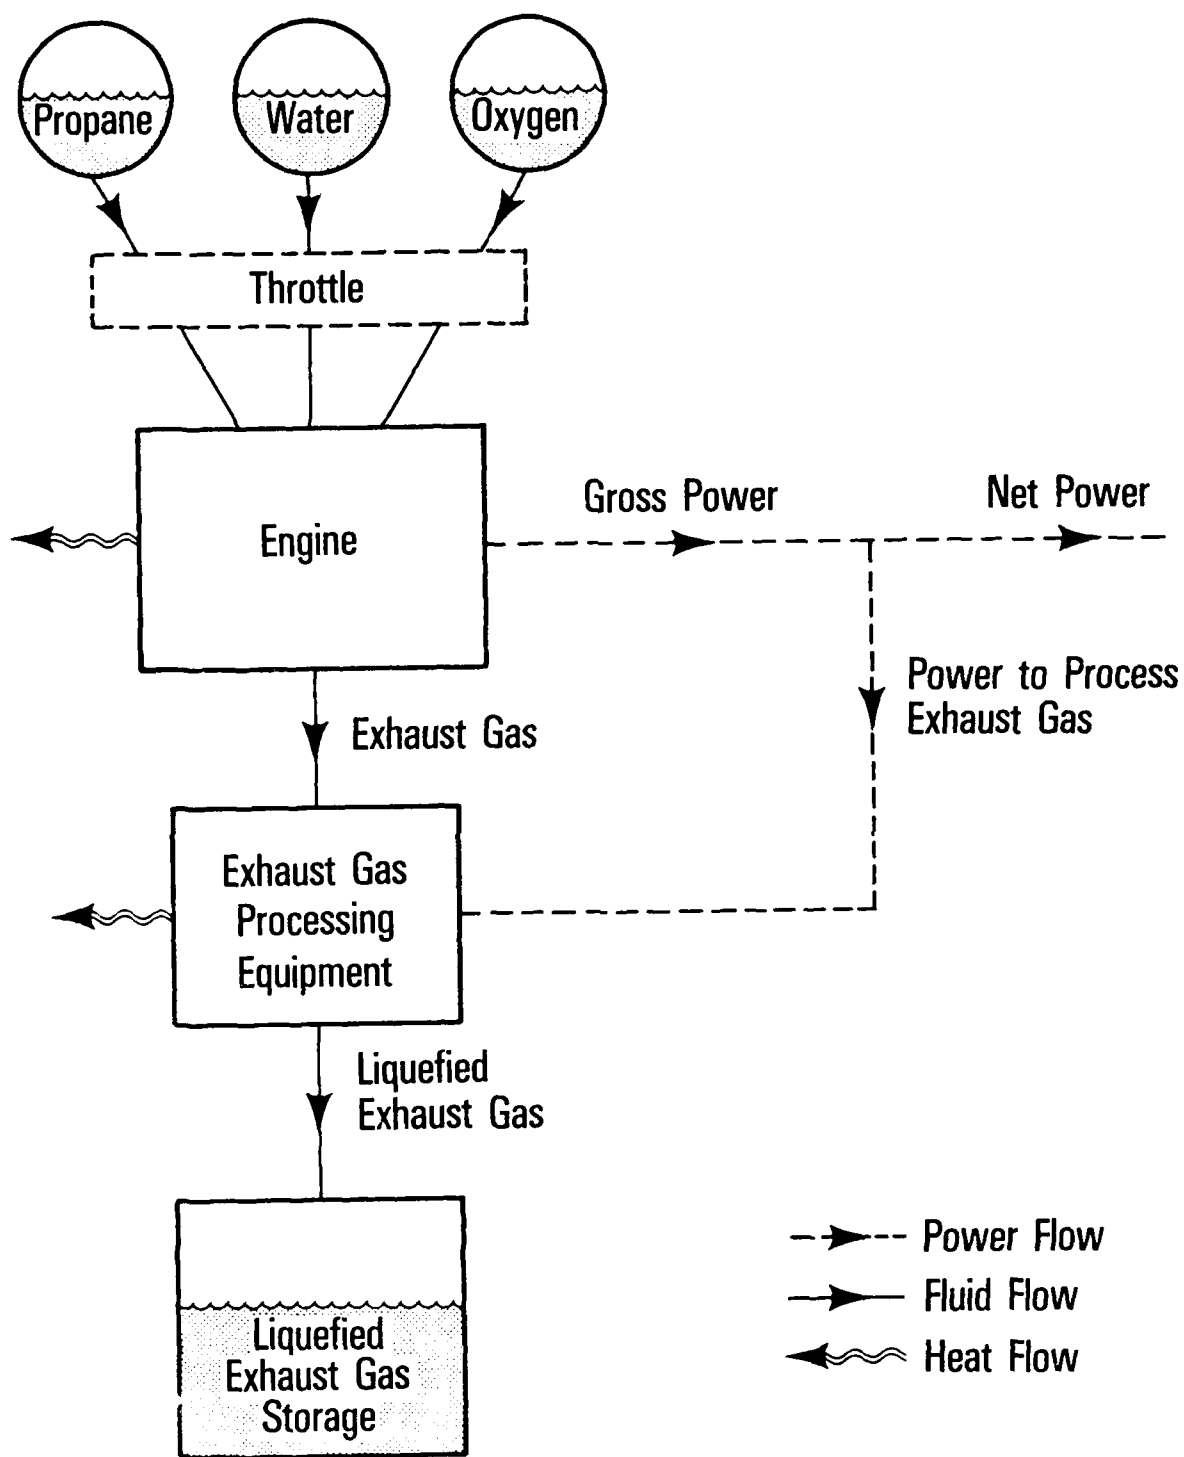 Propane
Water
Oxygen
Throttle
Engine
Gross Power
Net Power
Power to Process
Exhaust Gas
Exhaust Gas
Exhaust Gas
Processing
Equipment
Liquefied
Exhaust Gas
Liquefied
Exhaust Gas
Storage
Power Flow
Fluid Flow
Heat Flow